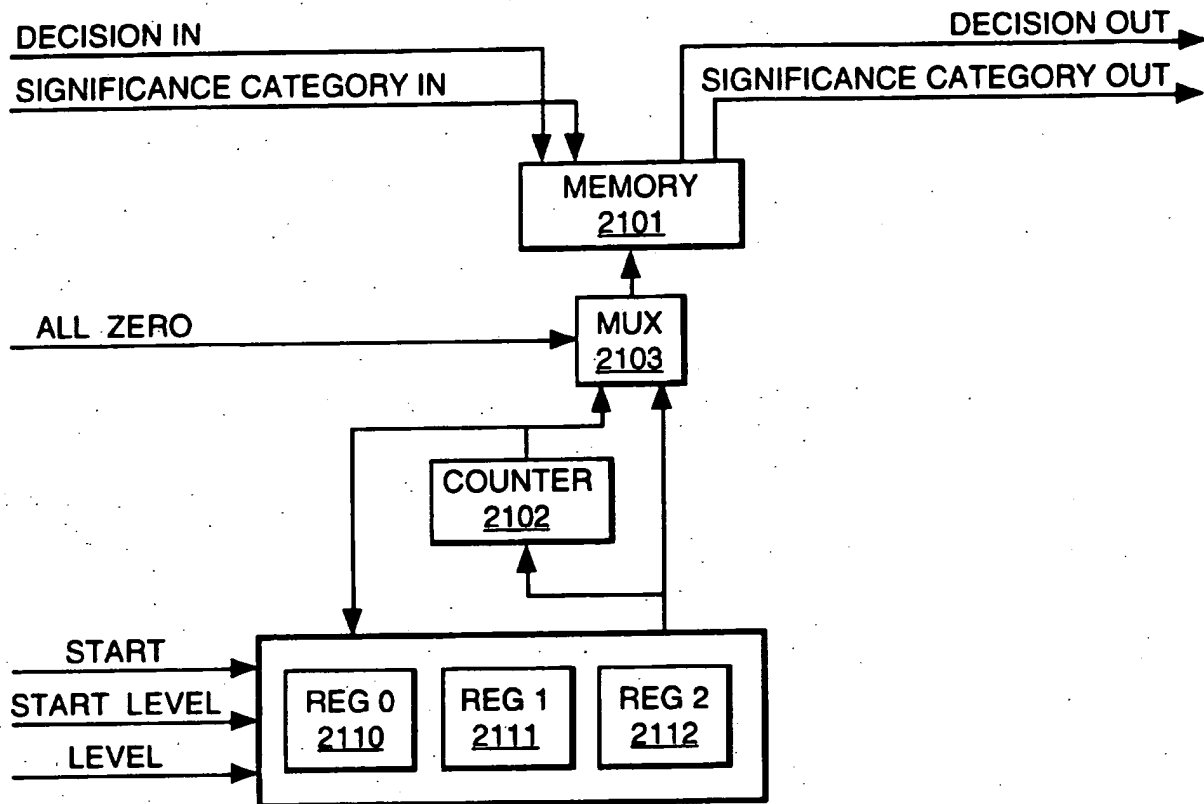 DECISION IN
DECISION OUT
SIGNIFICANCE CATEGORY IN
SIGNIFICANCE CATEGORY OUT
MEMORY
2101
ALL ZERO
MUX
2103
COUNTER
2102
START
START LEVEL
LEVEL
REG 0
2110
REG 1
2111
REG 2
2112